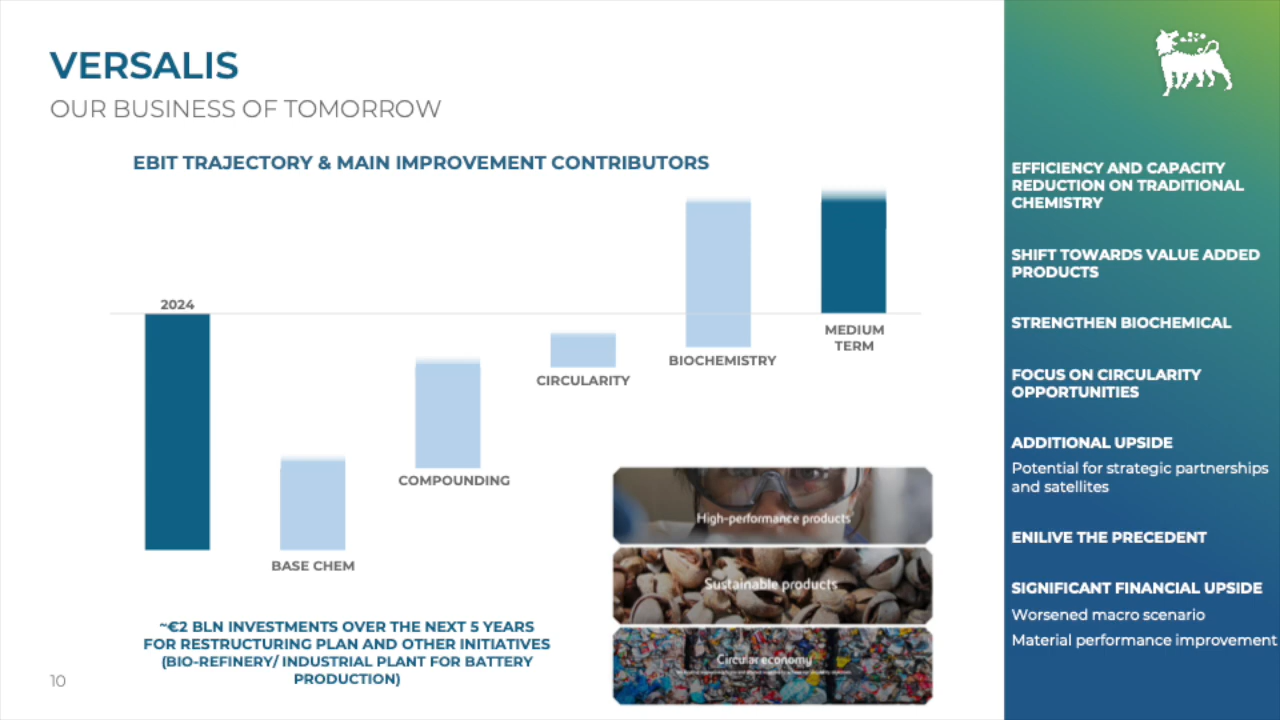 VERSALIS
OUR BUSINESS OF TOMORROW
EBIT TRAJECTORY & MAIN IMPROVEMENT CONTRIBUTORS
2024
BASE CHEM
COMPOUNDING
CIRCULARITY
BIOCHEMISTRY
MEDIUM
TERM
High-performance products
Sustainable products
Circular economy
~€2 BLN INVESTMENTS OVER THE NEXT 5 YEARS
FOR RESTRUCTURING PLAN AND OTHER INITIATIVES
(BIO-REFINERY/ INDUSTRIAL PLANT FOR BATTERY
PRODUCTION)
10
EFFICIENCY AND CAPACITY
REDUCTION ON TRADITIONAL
CHEMISTRY
SHIFT TOWARDS VALUE ADDED
PRODUCTS
STRENGTHEN BIOCHEMICAL
FOCUS ON CIRCULARITY
OPPORTUNITIES
ADDITIONAL UPSIDE
Potential for strategic partnerships
and satellites
ENILIVE THE PRECEDENT
SIGNIFICANT FINANCIAL UPSIDE
Worsened macro scenario
Material performance improvement